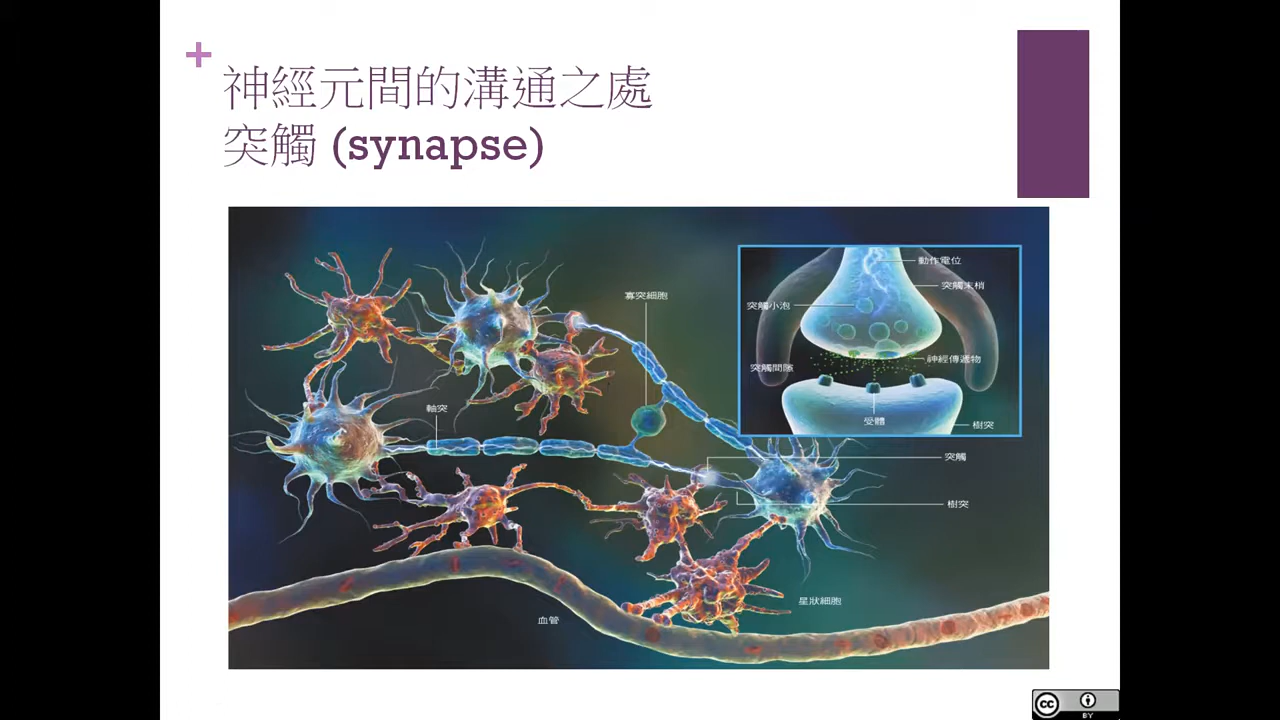 +
神經元間的溝通之處
突觸 (synapse)
寡突細胞
軸突
動作電位
突觸末梢
突觸小泡
神經傳遞物
突觸間隙
受體
樹突
突觸
樹突
星狀細胞
血管
cc
BY